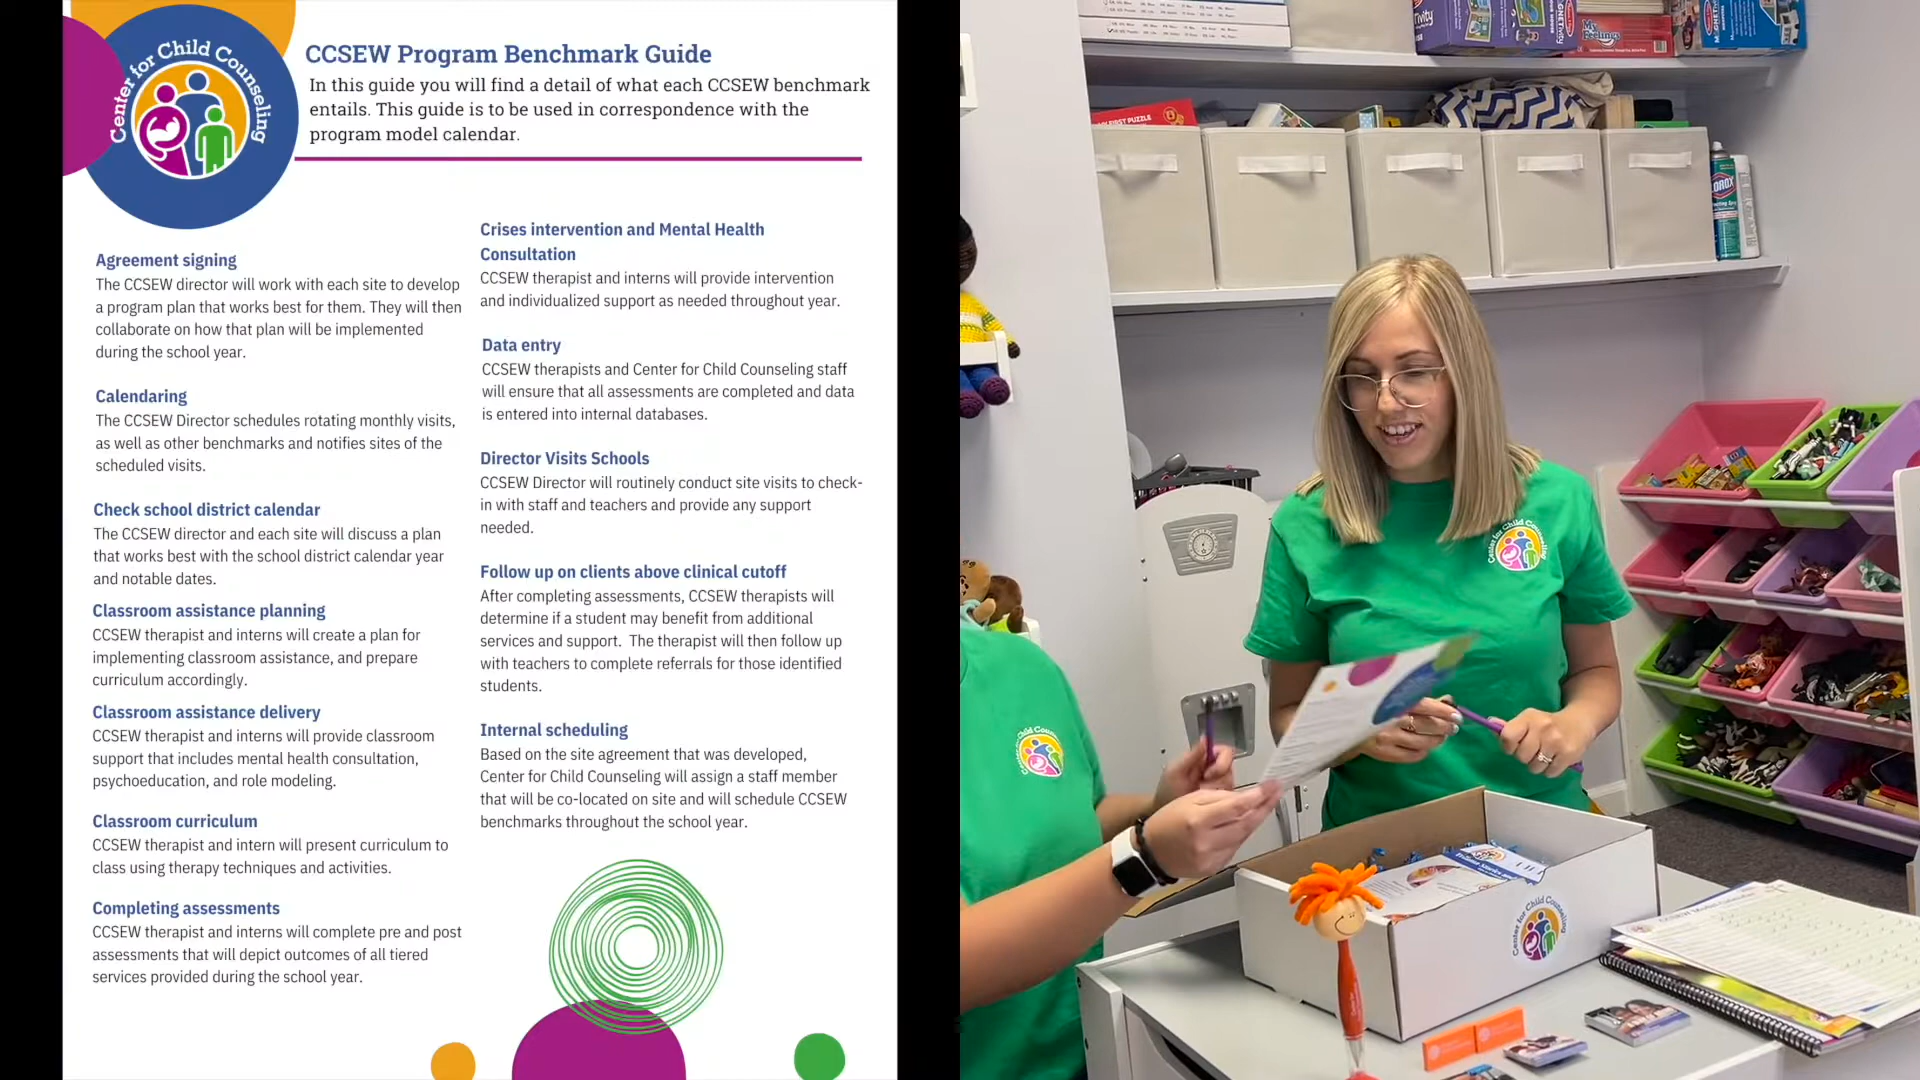 Center for Child Counseling
CCSEW Program Benchmark Guide
In this guide you will find a detail of what each CCSEW benchmark
entails. This guide is to be used in correspondence with the
program model calendar.
Agreement signing
The CCSEW director will work with each site to develop
a program plan that works best for them. They will then
collaborate on how that plan will be implemented
during the school year.
Calendaring
The CCSEW Director schedules rotating monthly visits,
as well as other benchmarks and notifies sites of the
scheduled visits.
Check school district calendar
The CCSEW director and each site will discuss a plan
that works best with the school district calendar year
and notable dates.
Classroom assistance planning
CCSEW therapist and interns will create a plan for
implementing classroom assistance, and prepare
curriculum accordingly.
Classroom assistance delivery
CCSEW therapist and interns will provide classroom
support that includes mental health consultation,
psychoeducation, and role modeling.
Classroom curriculum
CCSEW therapist and intern will present curriculum to
class using therapy techniques and activities.
Completing assessments
CCSEW therapist and interns will complete pre and post
assessments that will depict outcomes of all tiered
services provided during the school year.
Crises intervention and Mental Health
Consultation
CCSEW therapist and interns will provide intervention
and individualized support as needed throughout year.
Data entry
CCSEW therapists and Center for Child Counseling staff
will ensure that all assessments are completed and data
is entered into internal databases.
Director Visits Schools
CCSEW Director will routinely conduct site visits to check-
in with staff and teachers and provide any support
needed.
Follow up on clients above clinical cutoff
After completing assessments, CCSEW therapists will
determine if a student may benefit from additional
services and support. The therapist will then follow up
with teachers to complete referrals for those identified
students.
Internal scheduling
Based on the site agreement that was developed,
Center for Child Counseling will assign a staff member
that will be co-located on site and will schedule CCSEW
benchmarks throughout the school year.
My
Feelings
FIRST PUZZLE
CLOROX
Center for Child Counseling
Center for Child Counseling